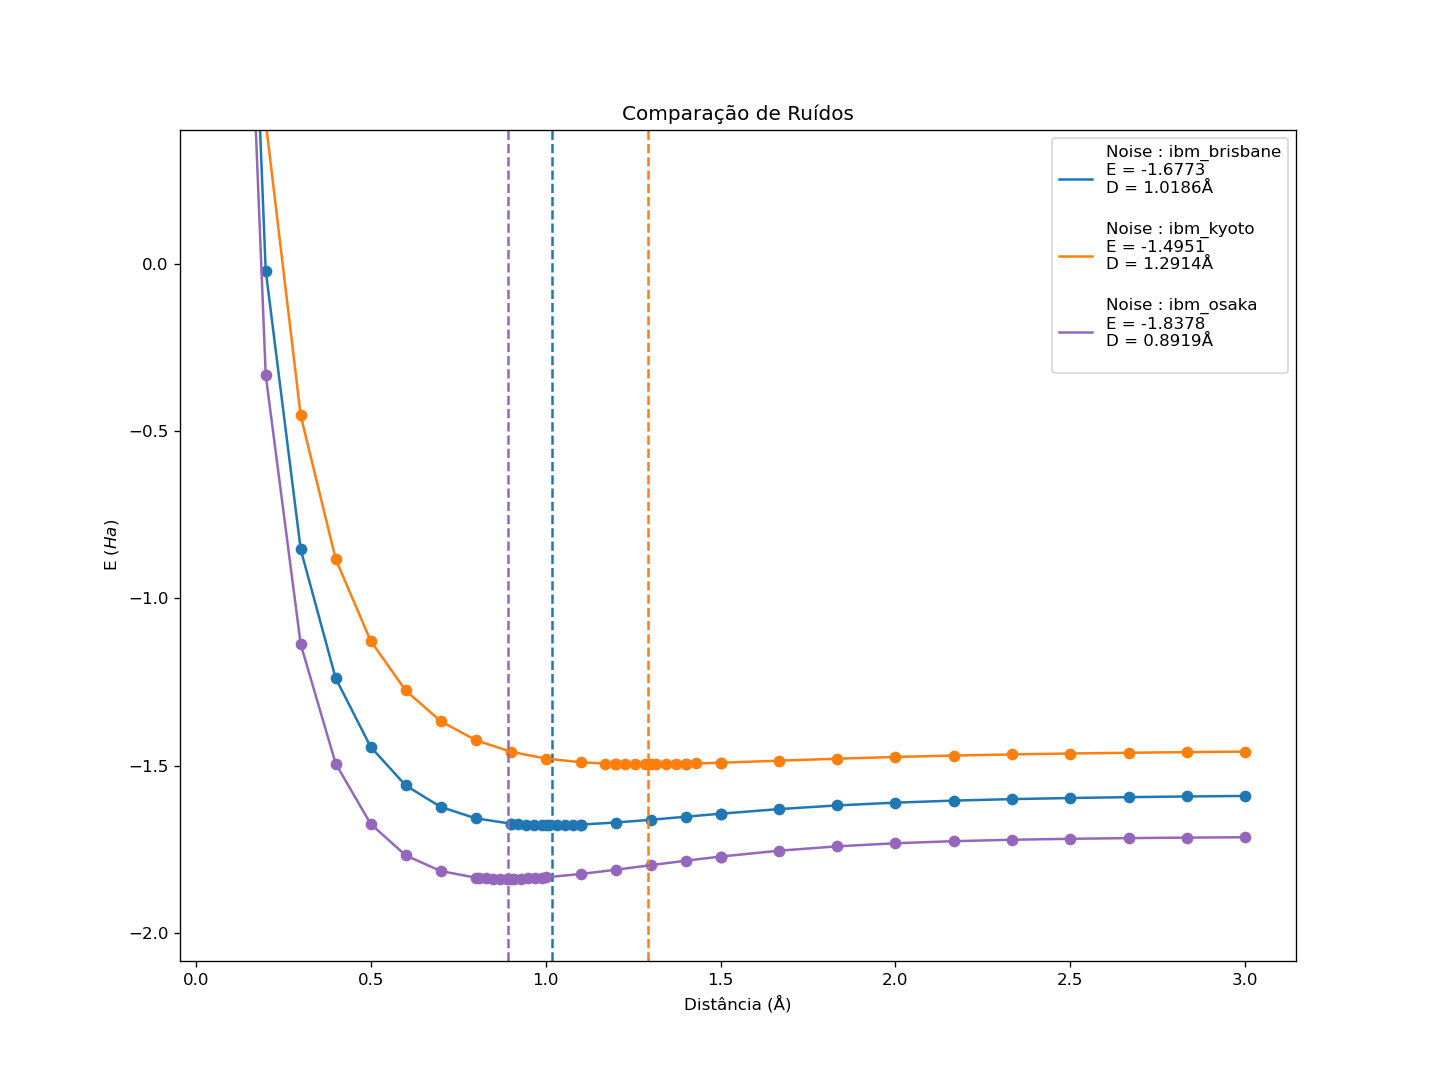 Comparação de Ruídos
Noise : ibm_brisbane
E = -1.6773
D = 1.0186Å
Noise : ibm_kyoto
E = -1.4951
D = 1.2914Å
Noise : ibm_osaka
E = -1.8378
D = 0.8919Å
E (Ha)
0.0
−0.5
−1.0
−1.5
−2.0
0.0 0.5 1.0 1.5 2.0 2.5 3.0
Distância (Å)